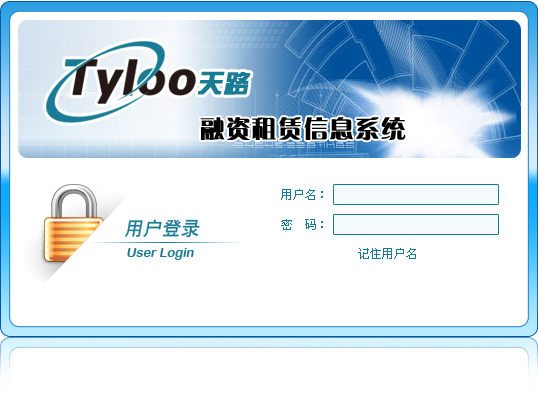 Tyloo天路
融资租赁信息系统
用户登录
User Login
用户名：
密 码：
记住用户名